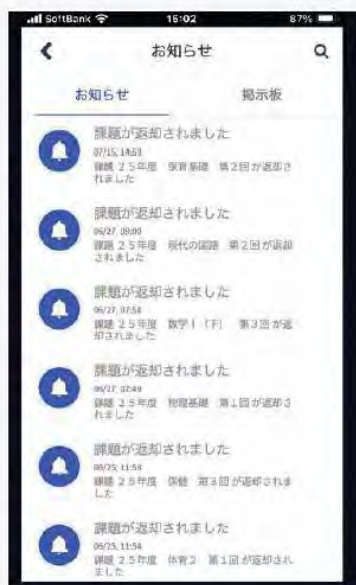 SoftBank 15:02 87%
お知らせ
お知らせ 掲示板
課題が返却されました
07/15, 14:53
課題 25年度 保育基礎 第2回が返却さ
れました
課題が返却されました
06/27, 09:00
課題 25年度 現代の国語 第2回が返却
されました
課題が返却されました
06/27, 07:54
課題 25年度 数学Ⅰ(下) 第3回が返
却されました
課題が返却されました
06/27, 07:49
課題 25年度 物理基礎 第1回が返却さ
れました
課題が返却されました
06/25, 11:58
課題 25年度 保健 第3回が返却されま
した
課題が返却されました
06/25, 11:54
課題 25年度 体育2 第1回が返却され
ました